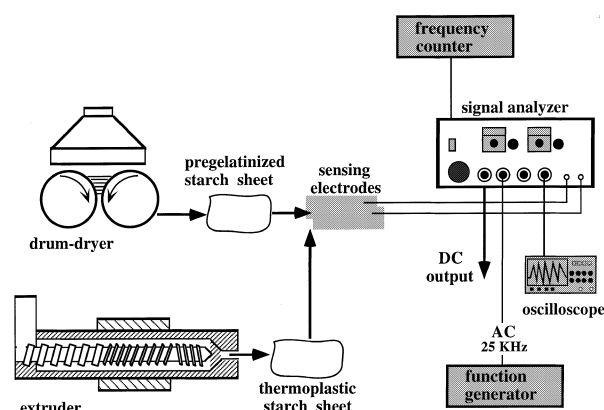 frequency
counter
signal analyzer
pregelatinized
starch sheet
sensing
electrodes
drum-dryer
DC
output
oscilloscope
AC
25 KHz
function
generator
thermoplastic
starch sheet
extruder